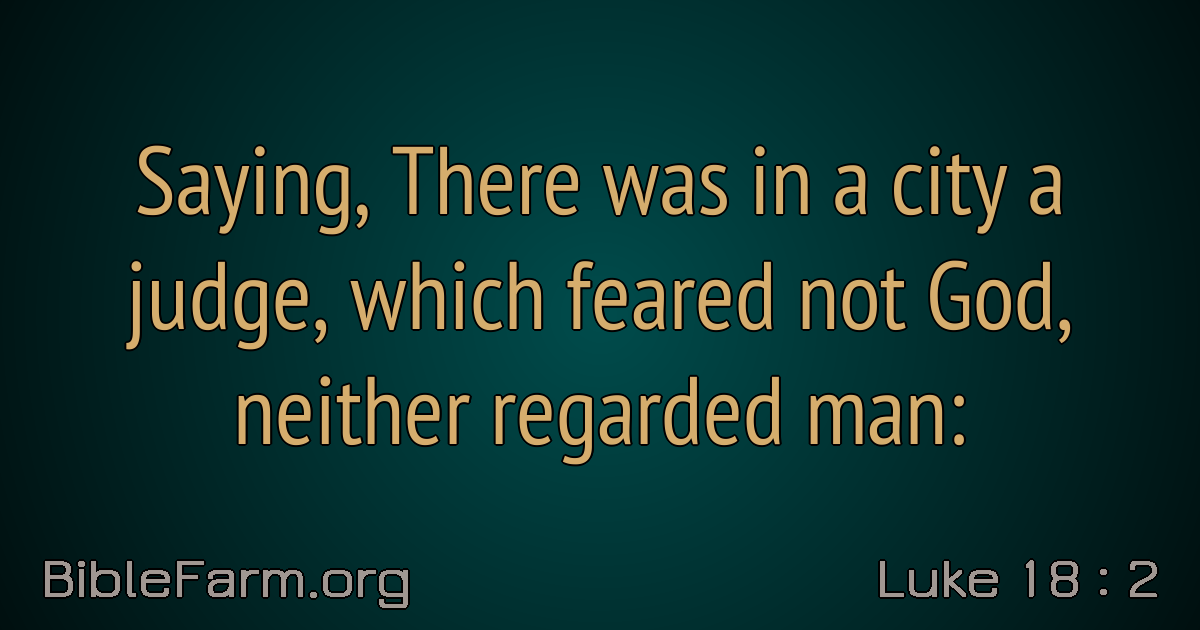 Saying, There was in a city a
judge, which feared not God,
neither regarded man:
BibleFarm.org
Luke 18 : 2